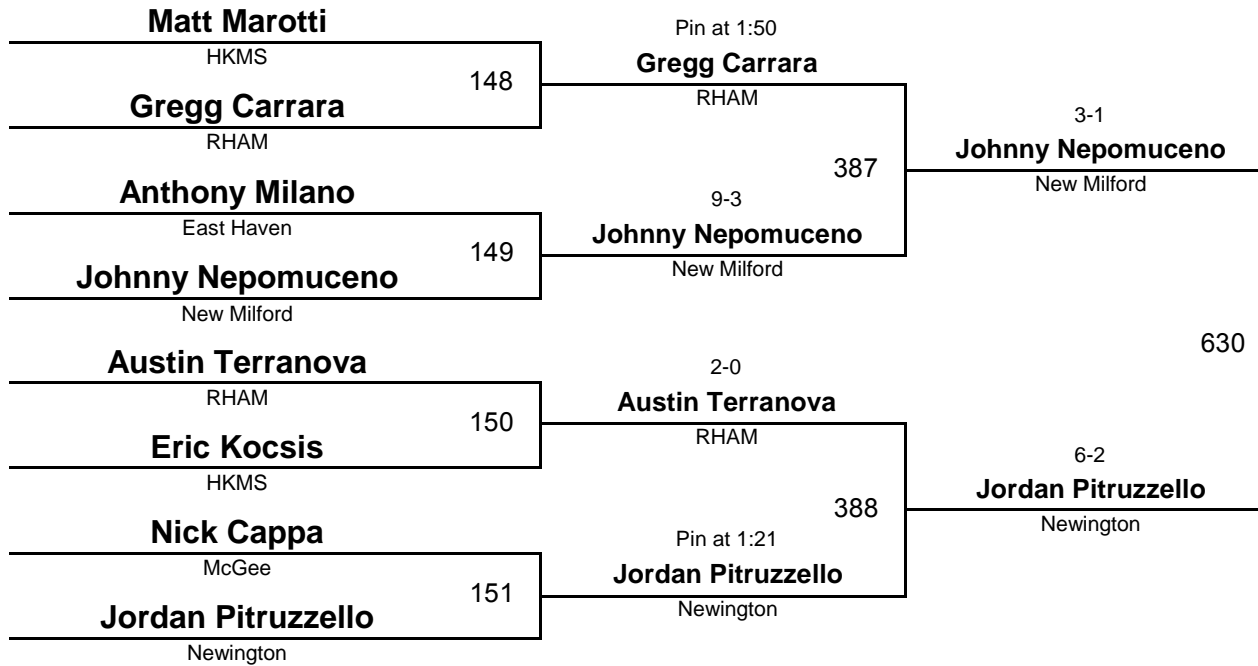 Matt Marotti
HKMS
148
Gregg Carrara
RHAM
Anthony Milano
East Haven
149
Johnny Nepomuceno
New Milford
Austin Terranova
RHAM
150
Eric Kocsis
HKMS
Nick Cappa
McGee
151
Jordan Pitruzzello
Newington
Pin at 1:50
Gregg Carrara
RHAM
387
9-3
Johnny Nepomuceno
New Milford
2-0
Austin Terranova
RHAM
388
Pin at 1:21
Jordan Pitruzzello
Newington
3-1
Johnny Nepomuceno
New Milford
630
6-2
Jordan Pitruzzello
Newington